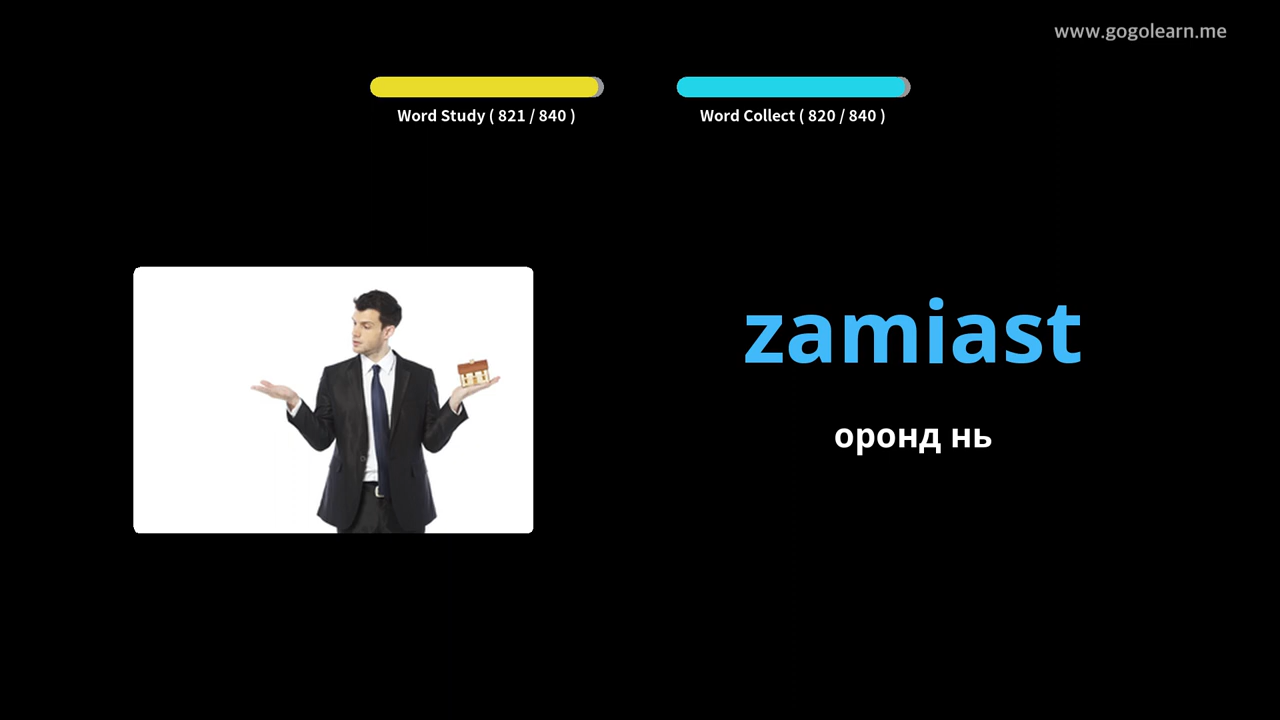 www.gogolearn.me
Word Study ( 821 / 840 )
Word Collect ( 820 / 840 )
zamiast
оронд нь